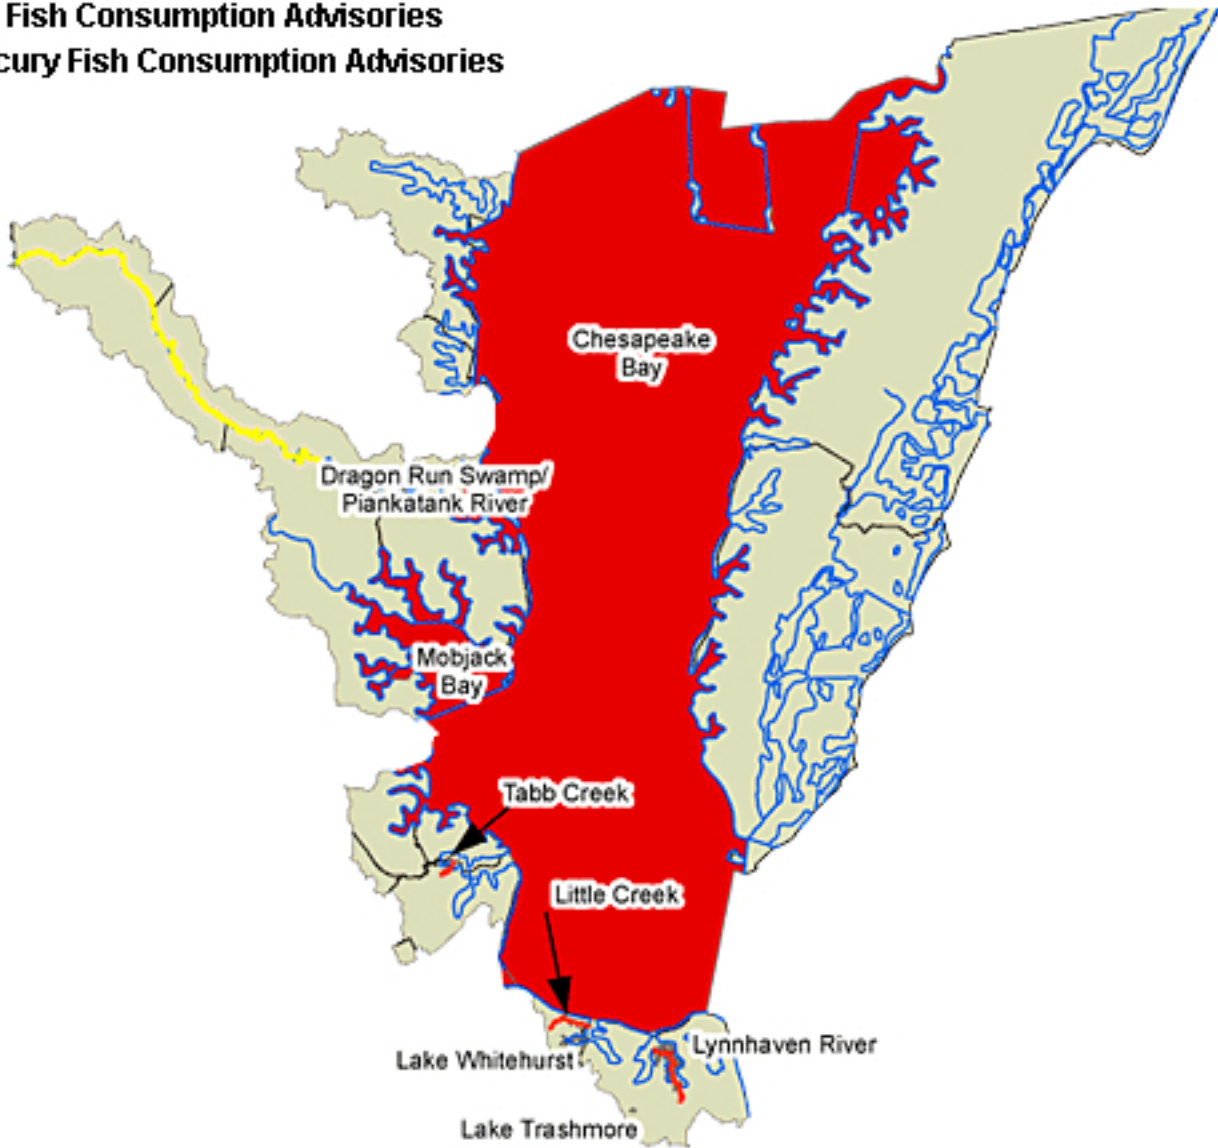 Fish Consumption Advisories
cury Fish Consumption Advisories
Chesapeake
Bay
Dragon Run Swamp/
Piankatank River
Mobjack
Bay
Tabb Creek
Little Creek
Lynnhaven River
Lake Whitehurst
Lake Trashmore